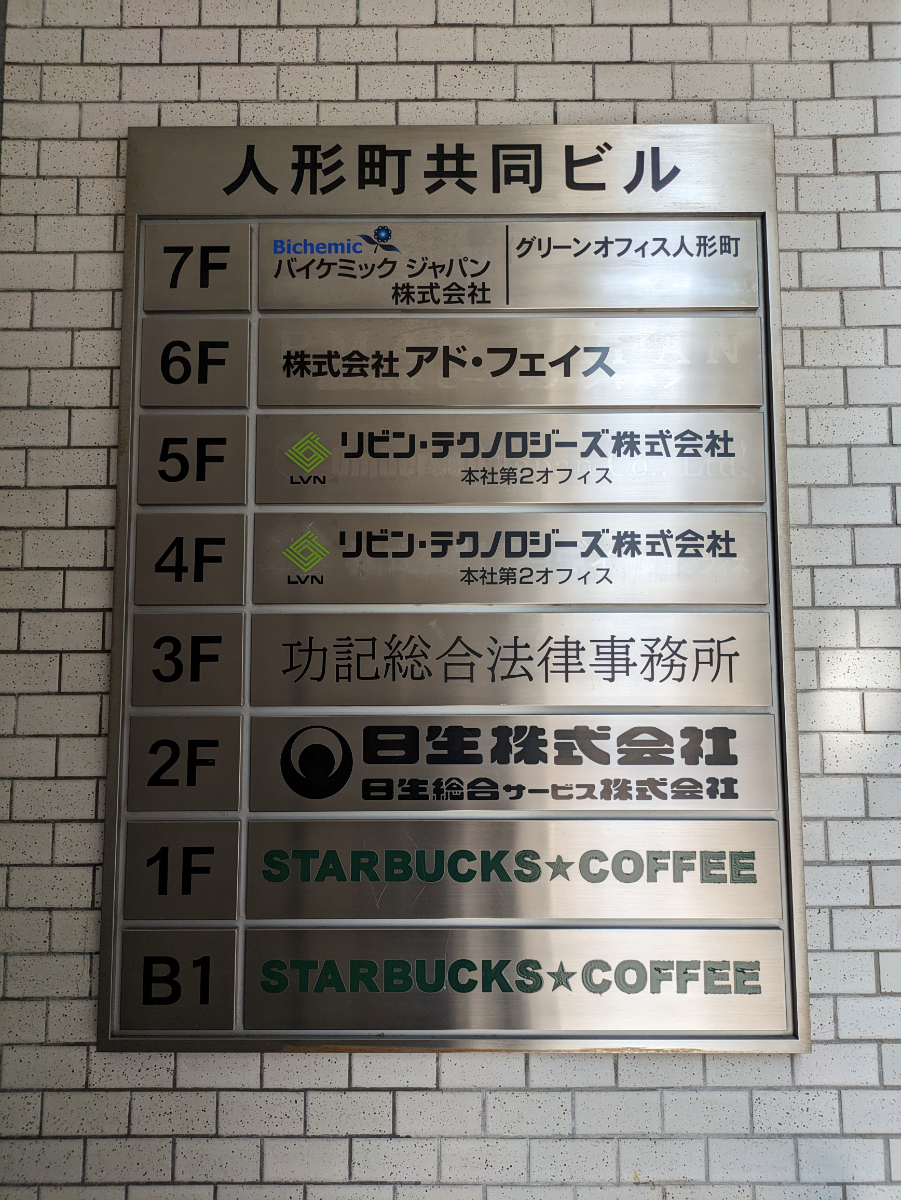 人形町共同ビル
7F
Bichemic
バイケミック ジャパン
株式会社
グリーンオフィス人形町
6F
株式会社 アド・フェイス
5F
LVN
リビン・テクノロジーズ株式会社
本社第2オフィス
4F
LVN
リビン・テクノロジーズ株式会社
本社第2オフィス
3F
功記総合法律事務所
2F
日生株式会社
日生総合サービス株式会社
1F
STARBUCKS★COFFEE
B1
STARBUCKS★COFFEE